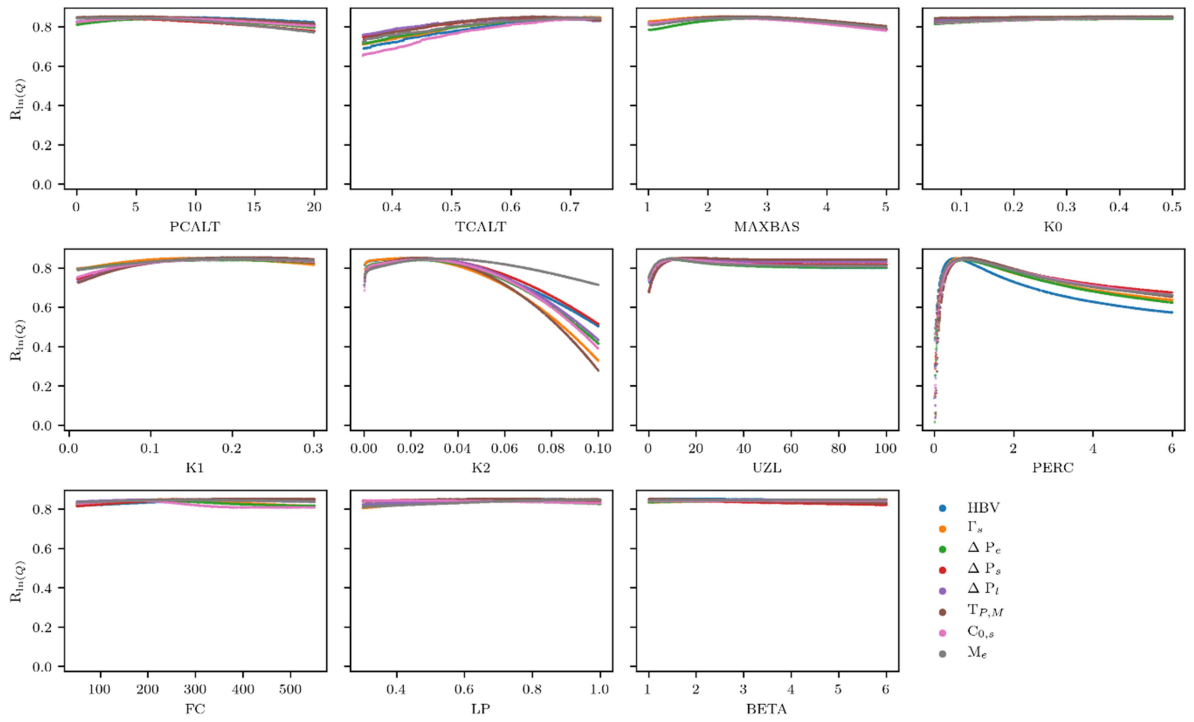 0.8
0.6
0.4
0.2
0.0
R_ln(Q)
0 5 10 15 20
PCALT
0.4 0.5 0.6 0.7
TCALT
1 2 3 4 5
MAXBAS
0.1 0.2 0.3 0.4 0.5
K0
0.8
0.6
0.4
0.2
0.0
R_ln(Q)
0.0 0.1 0.2 0.3
K1
0.00 0.02 0.04 0.06 0.08 0.10
K2
0 20 40 60 80 100
UZL
0 2 4 6
PERC
0.8
0.6
0.4
0.2
0.0
R_ln(Q)
100 200 300 400 500
FC
0.4 0.6 0.8 1.0
LP
1 2 3 4 5 6
BETA
HBV
Γ_s
Δ P_e
Δ P_s
Δ P_l
T_P,M
C_0,s
M_e